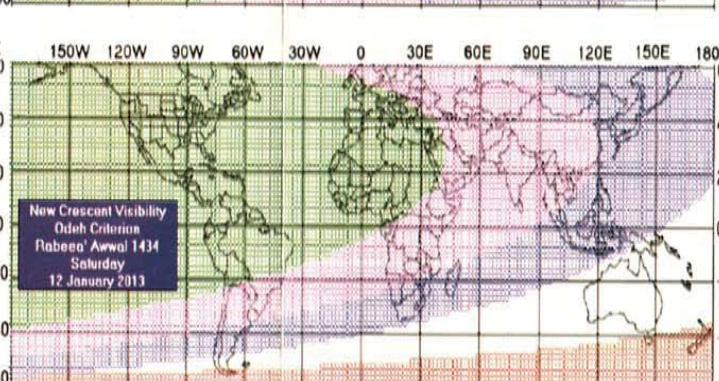 150W 120W 90W 60W 30W 0 30E 60E 90E 120E 150E 180
New Crescent Visibility
Odeh Criterion
Rabeea' Awwal 1434
Saturday
12 January 2013